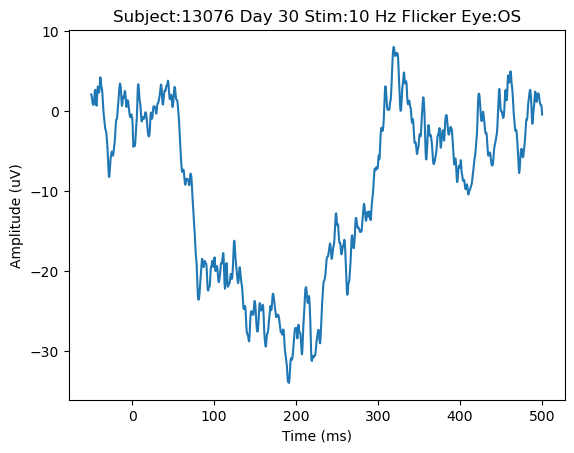 Subject:13076 Day 30 Stim:10 Hz Flicker Eye:OS
10
0
−10
−20
−30
Amplitude (uV)
0 100 200 300 400 500
Time (ms)